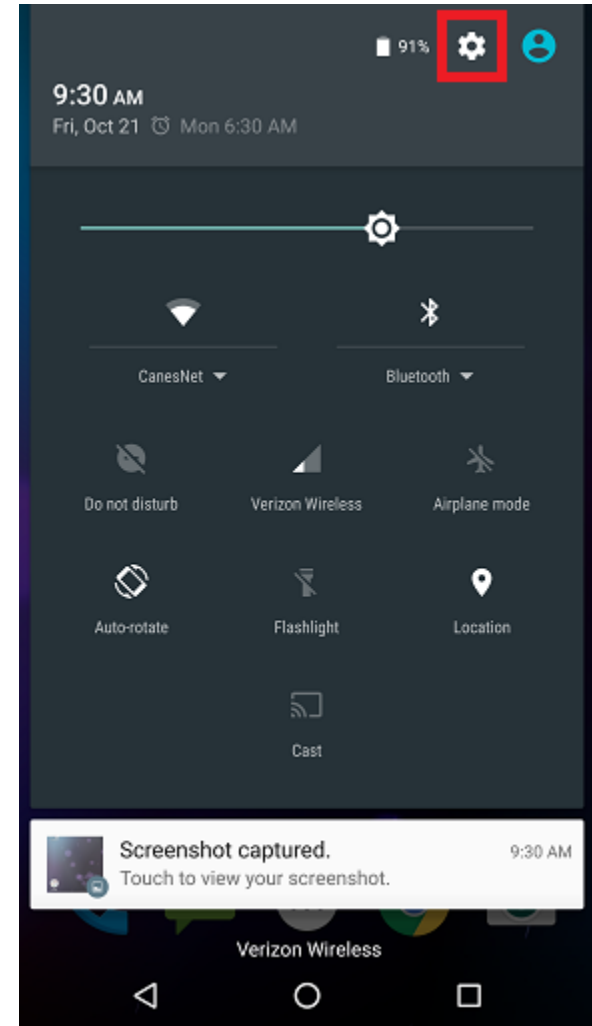 91%
9:30 AM
Fri, Oct 21 Mon 6:30 AM
CanesNet Bluetooth
Do not disturb Verizon Wireless Airplane mode
Auto-rotate Flashlight Location
Cast
Screenshot captured. 9:30 AM
Touch to view your screenshot.
Verizon Wireless